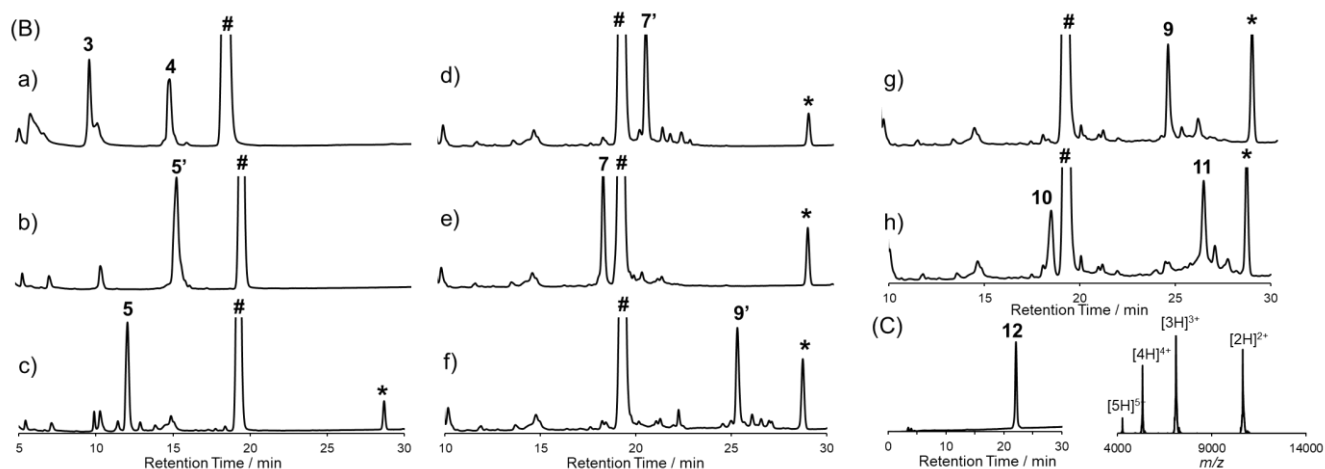 (B)
a)
3
4
#
b)
5'
#
c)
5
#
*
5 10 15 20 25 30
Retention Time / min
d)
#
7'
*
e)
7
#
*
f)
#
9'
*
10 15 20 25 30
Retention Time / min
g)
#
9
*
h)
10
#
11
*
10 15 20 25 30
Retention Time / min
(C)
12
0 10 20 30
Retention Time / min
[5H]5+
[4H]4+
[3H]3+
[2H]2+
4000 9000 14000
m/z